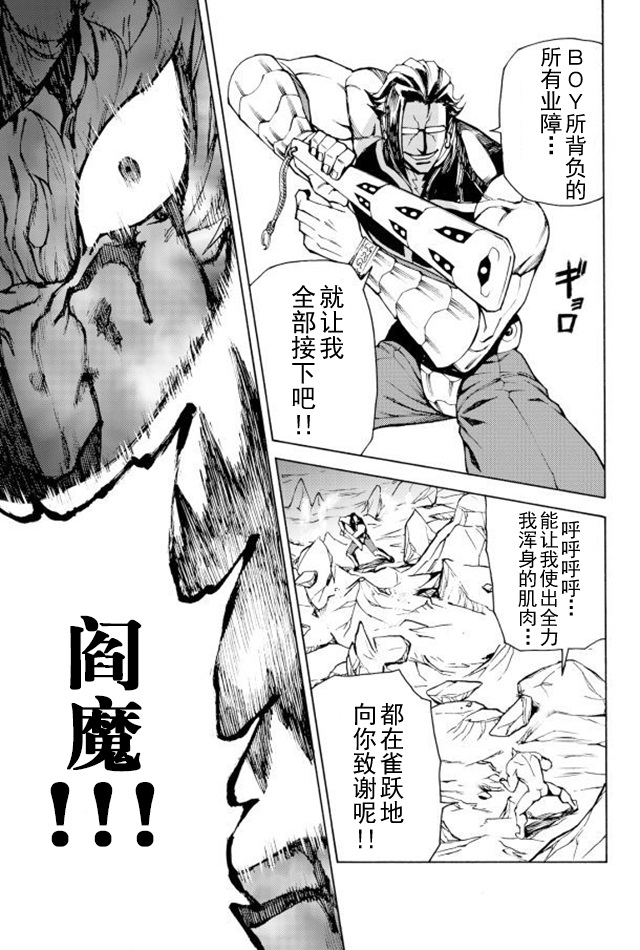 BOY所背负的
所有业障…
ギョロ
就让我
全部接下吧!!
呼呼呼呼…
能让我使出全力
我浑身的肌肉…
都在雀跃地
向你致谢呢!!
阎魔!!!